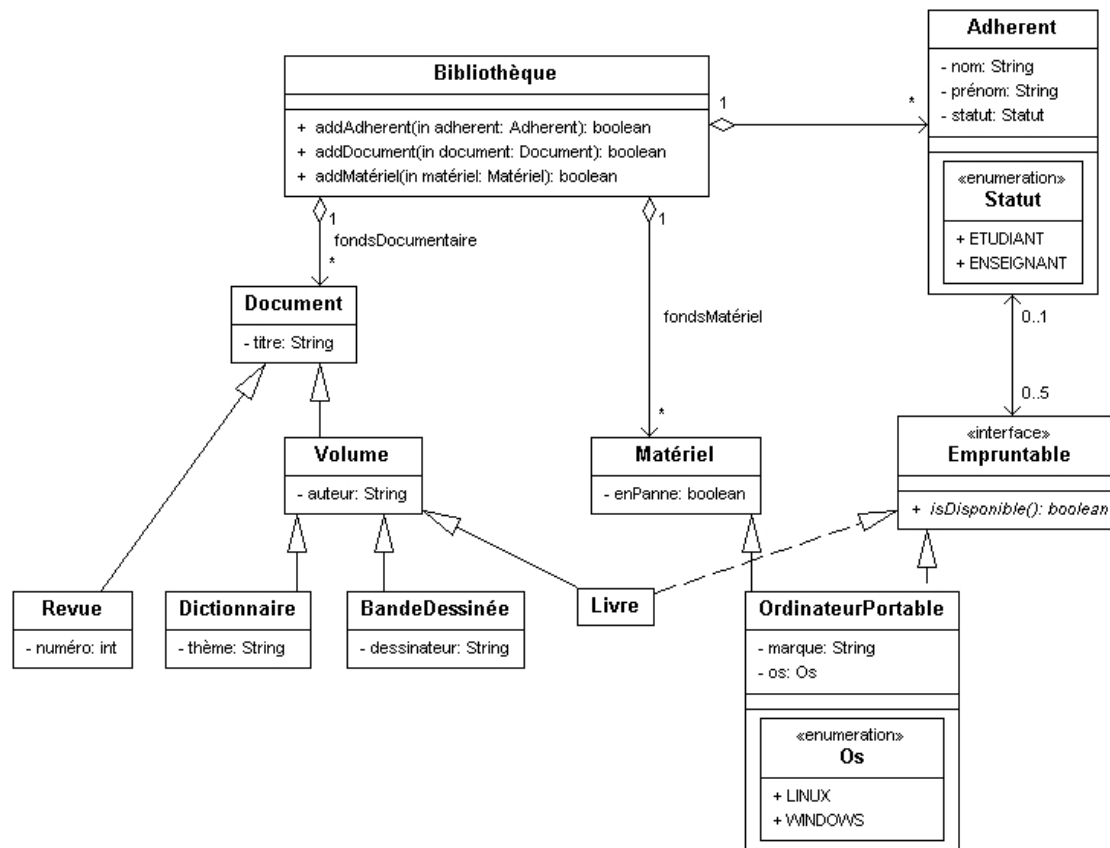 Bibliothèque
+ addAdherent(in adherent: Adherent): boolean
+ addDocument(in document: Document): boolean
+ addMatériel(in matériel: Matériel): boolean
1
*
Adherent
- nom: String
- prénom: String
- statut: Statut
«enumeration»
Statut
+ ETUDIANT
+ ENSEIGNANT
1
fondsDocumentaire
*
1
fondsMatériel
*
0..1
0..5
Document
- titre: String
Volume
- auteur: String
Matériel
- enPanne: boolean
«interface»
Empruntable
+ isDisponible(): boolean
Revue
- numéro: int
Dictionnaire
- thème: String
BandeDessinée
- dessinateur: String
Livre
OrdinateurPortable
- marque: String
- os: Os
«enumeration»
Os
+ LINUX
+ WINDOWS